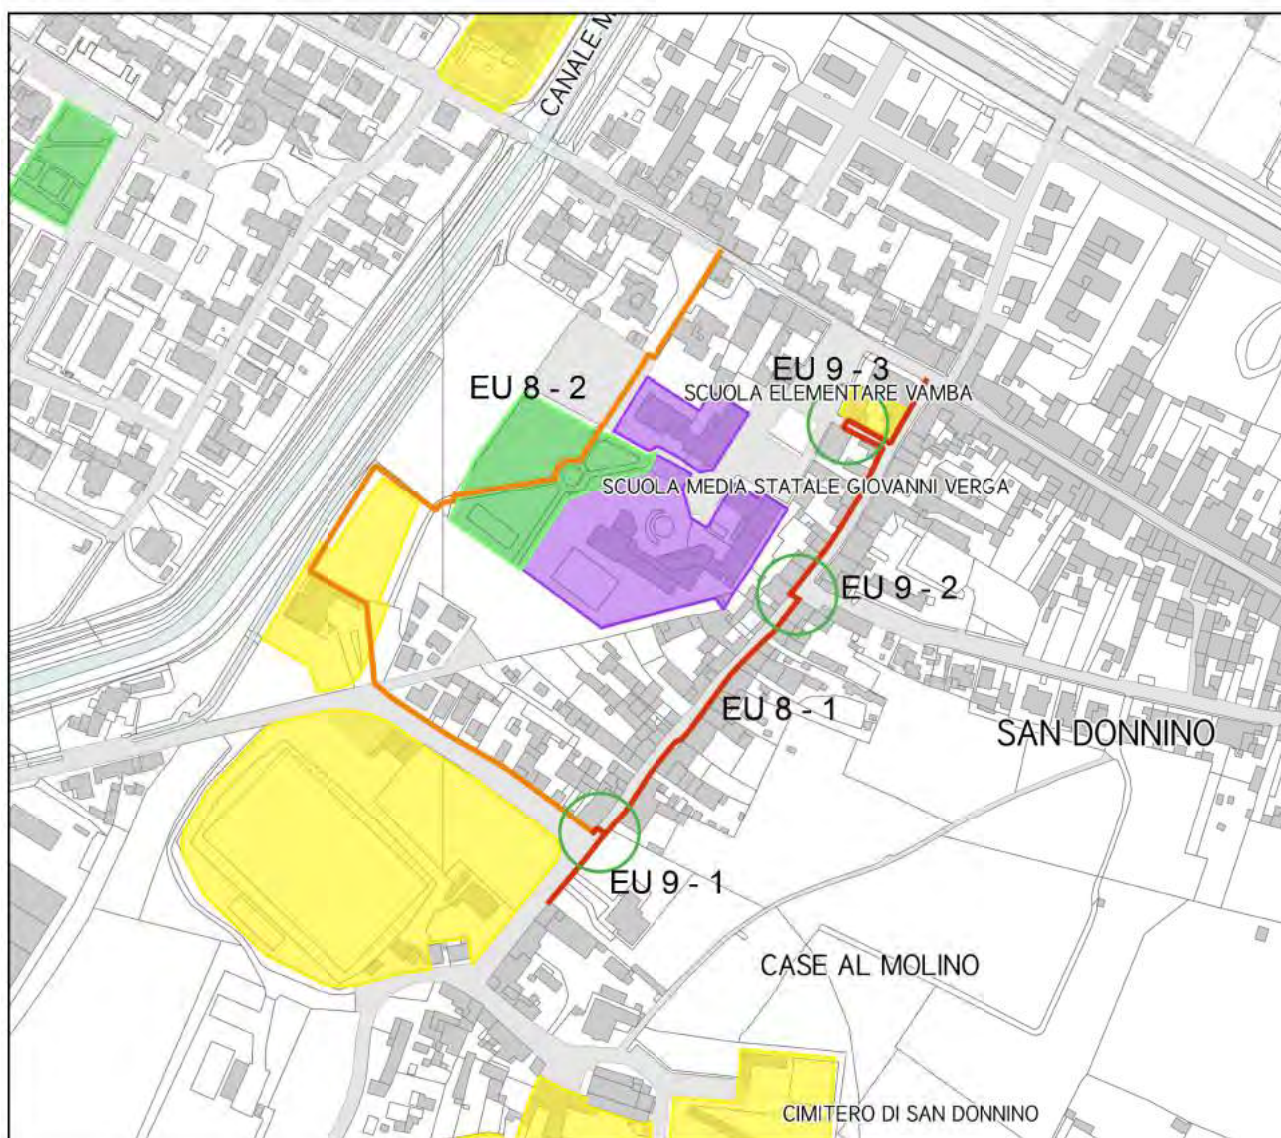 CANALE M
EU 9 - 3
EU 8 - 2
SCUOLA ELEMENTARE VAMBA
SCUOLA MEDIA STATALE GIOVANNI VERGA
EU 9 - 2
EU 8 - 1
SAN DONNINO
EU 9 - 1
CASE AL MOLINO
CIMITERO DI SAN DONNINO